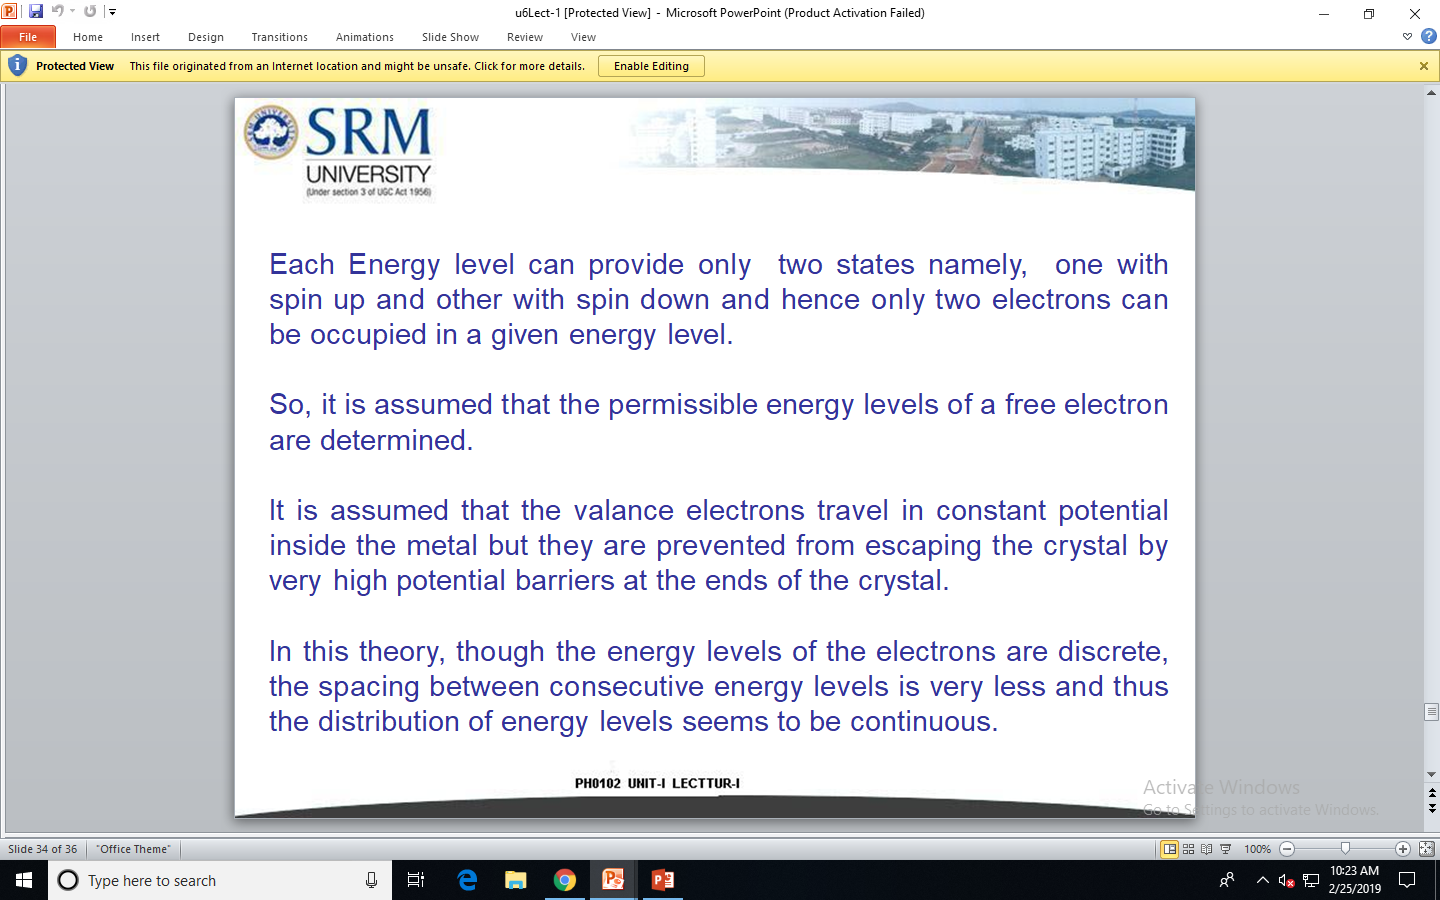 u6Lect-1 [Protected View] - Microsoft PowerPoint (Product Activation Failed)
File Home Insert Design Transitions Animations Slide Show Review View
Protected View This file originated from an Internet location and might be unsafe. Click for more details. Enable Editing
SRM
UNIVERSITY
(Under section 3 of UGC Act 1956)
Each Energy level can provide only two states namely, one with
spin up and other with spin down and hence only two electrons can
be occupied in a given energy level.
So, it is assumed that the permissible energy levels of a free electron
are determined.
It is assumed that the valance electrons travel in constant potential
inside the metal but they are prevented from escaping the crystal by
very high potential barriers at the ends of the crystal.
In this theory, though the energy levels of the electrons are discrete,
the spacing between consecutive energy levels is very less and thus
the distribution of energy levels seems to be continuous.
PH0102 UNIT-I LECTTUR-I
Activate Windows
Go to Settings to activate Windows.
Slide 34 of 36 "Office Theme" 100%
Type here to search
10:23 AM
2/25/2019